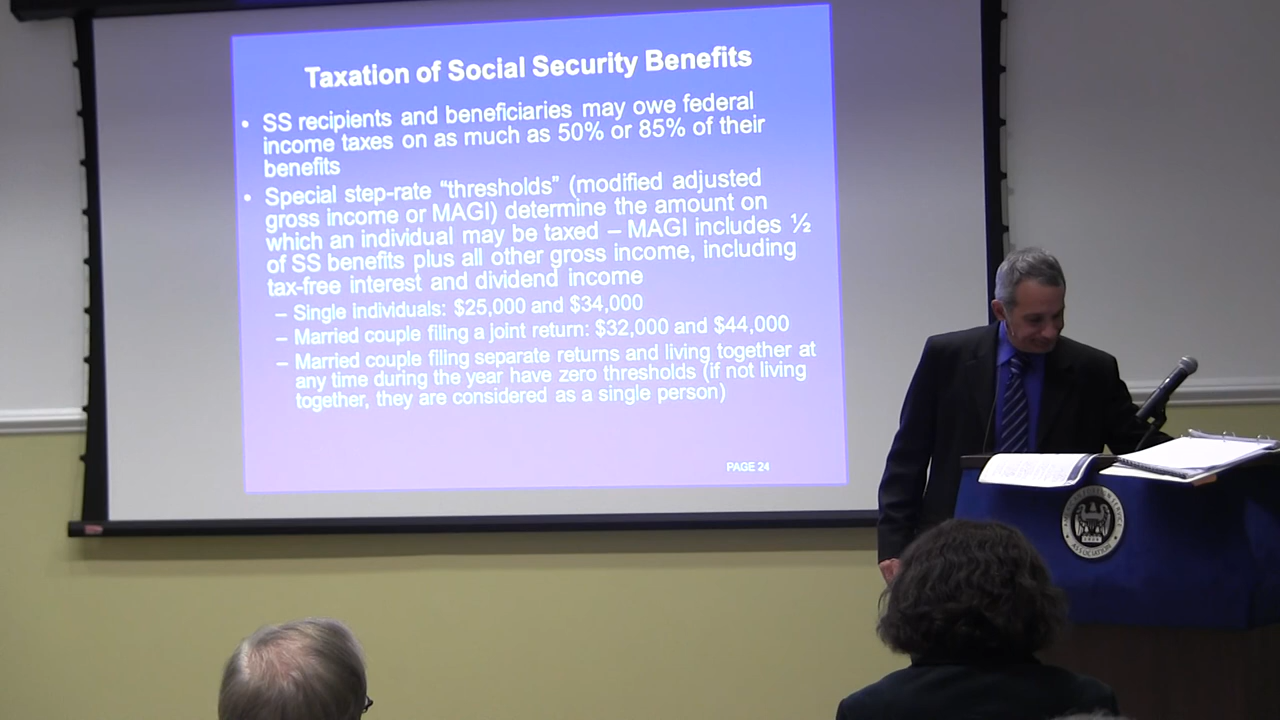 Taxation of Social Security Benefits
• SS recipients and beneficiaries may owe federal
income taxes on as much as 50% or 85% of their
benefits
• Special step-rate “thresholds” (modified adjusted
gross income or MAGI) determine the amount on
which an individual may be taxed – MAGI includes ½
of SS benefits plus all other gross income, including
tax-free interest and dividend income
– Single individuals: $25,000 and $34,000
– Married couple filing a joint return: $32,000 and $44,000
– Married couple filing separate returns and living together at
any time during the year have zero thresholds (if not living
together, they are considered as a single person)
PAGE 24
ASSOCIATION